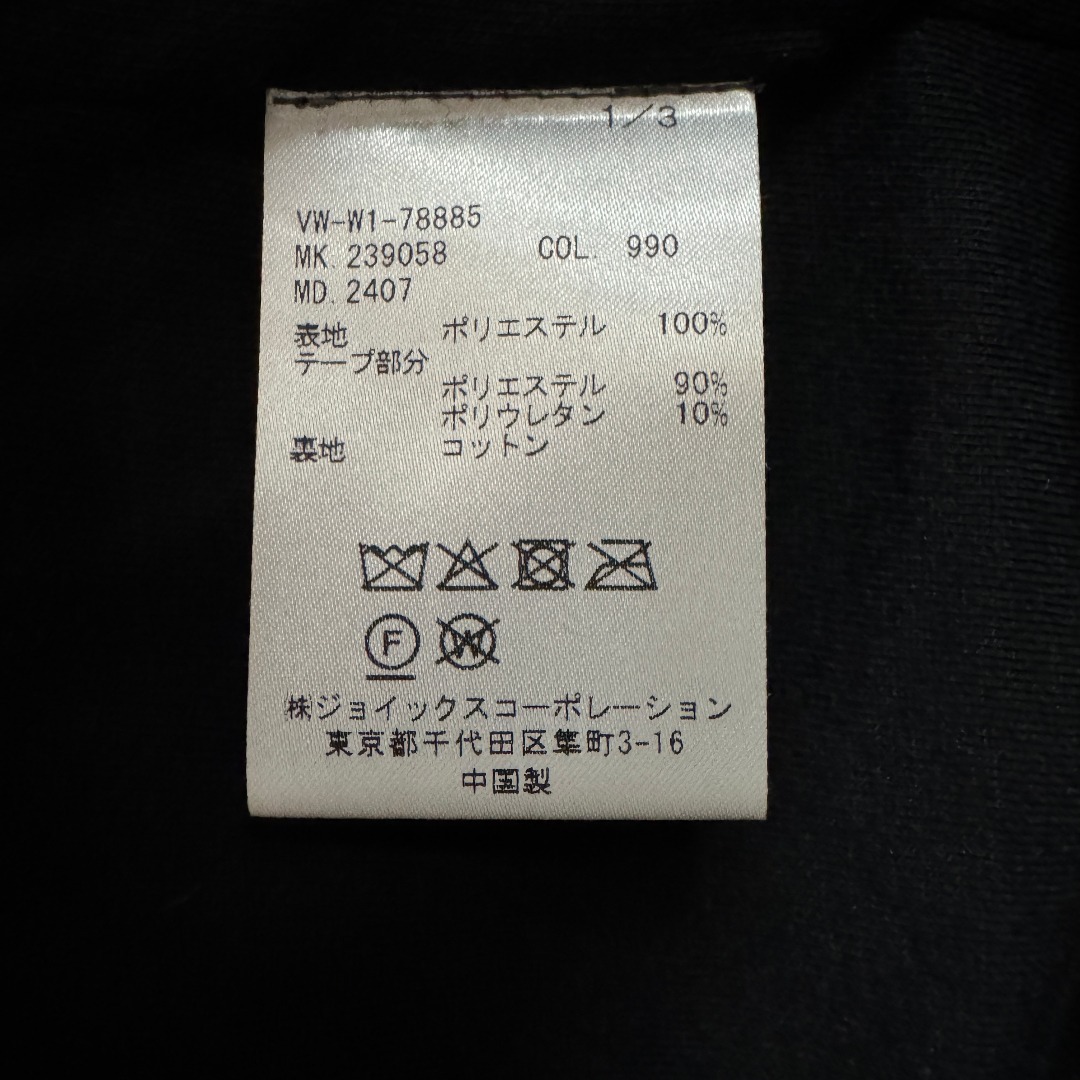 1/3
VW-W1-78885
MK. 239058 COL. 990
MD. 2407
表地 ポリエステル 100%
テープ部分
ポリエステル 90%
ポリウレタン 10%
裏地 コットン
F W
㈱ジョイックスコーポレーション
東京都千代田区隼町3-16
中国製